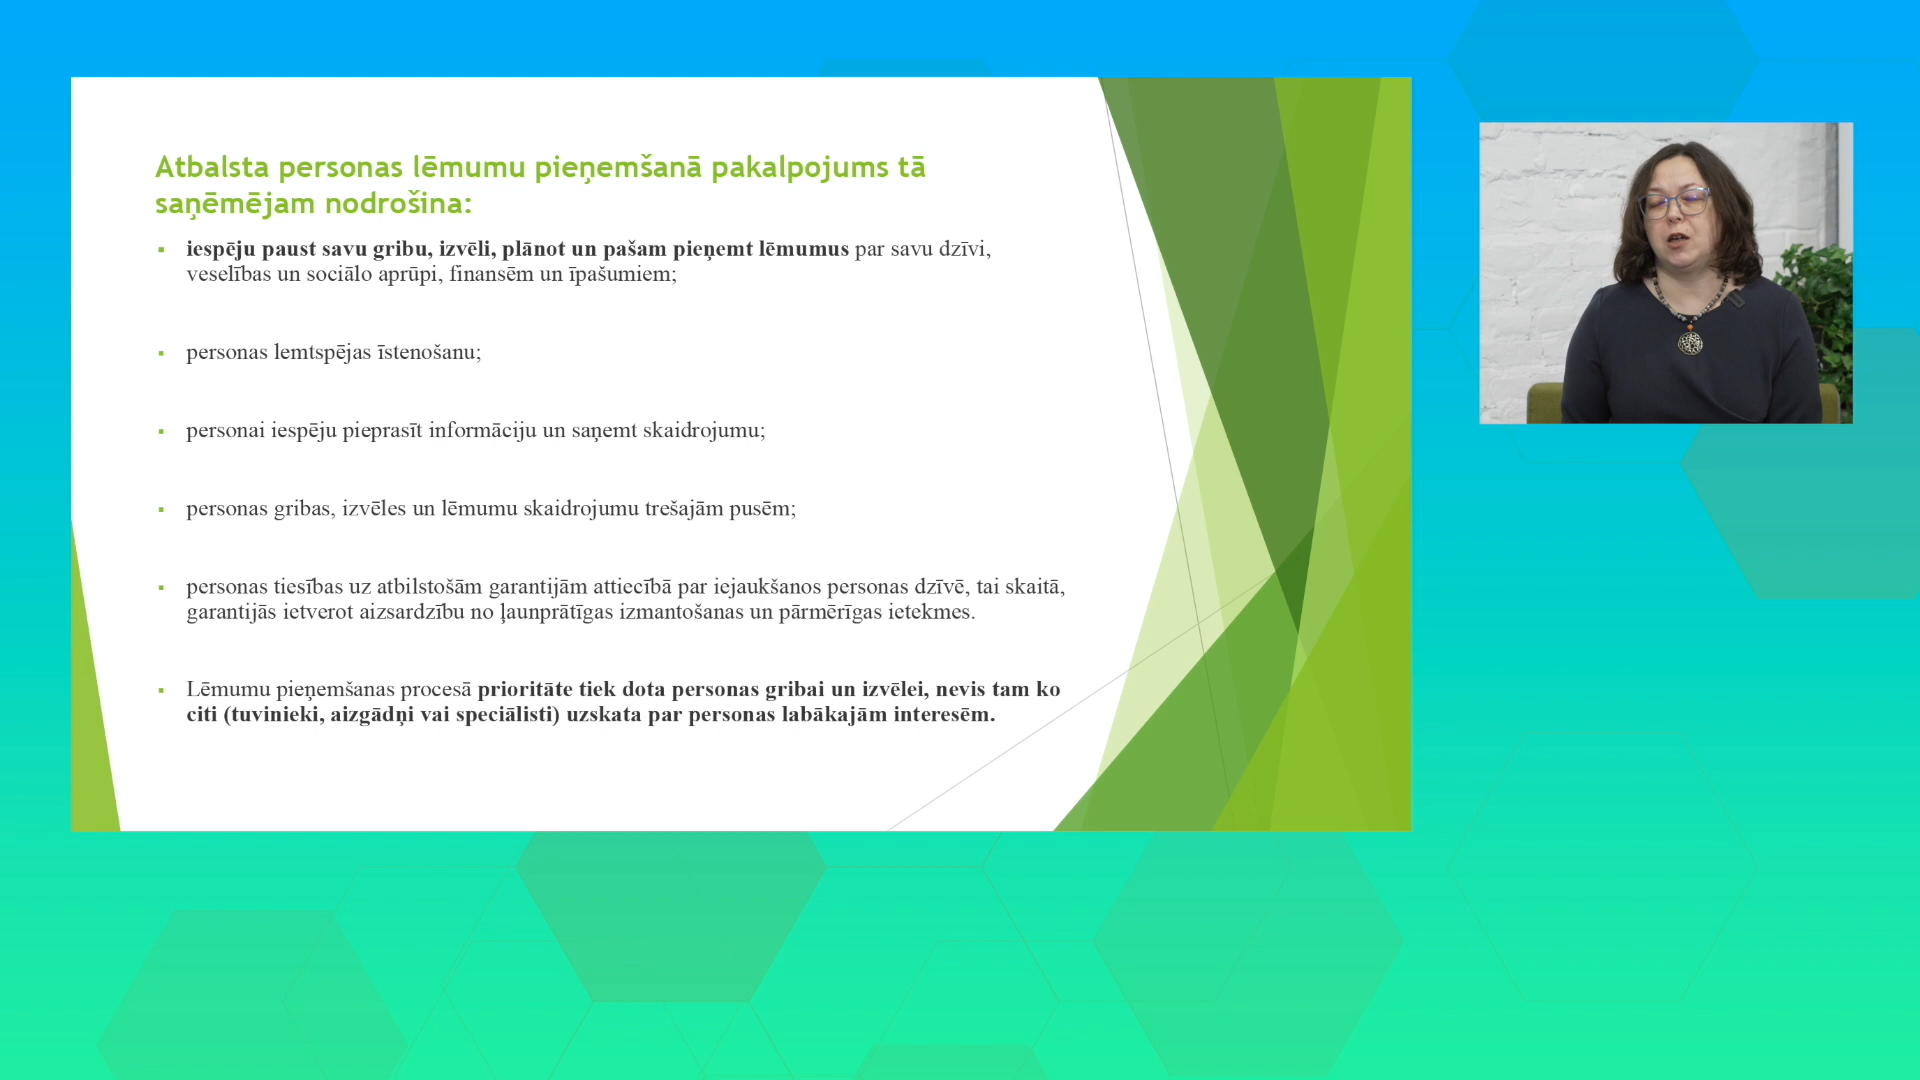 Atbalsta personas lēmumu pieņemšanā pakalpojums tā
saņēmējam nodrošina:
iespēju paust savu gribu, izvēli, plānot un pašam pieņemt lēmumus par savu dzīvi,
veselības un sociālo aprūpi, finansēm un īpašumiem;
personas lemtspējas īstenošanu;
personai iespēju pieprasīt informāciju un saņemt skaidrojumu;
personas gribas, izvēles un lēmumu skaidrojumu trešajām pusēm;
personas tiesības uz atbilstošām garantijām attiecībā par iejaukšanos personas dzīvē, tai skaitā,
garantijās ietverot aizsardzību no ļaunprātīgas izmantošanas un pārmērīgas ietekmes.
Lēmumu pieņemšanas procesā prioritāte tiek dota personas gribai un izvēlei, nevis tam ko
citi (tuvinieki, aizgādņi vai speciālisti) uzskata par personas labākajām interesēm.